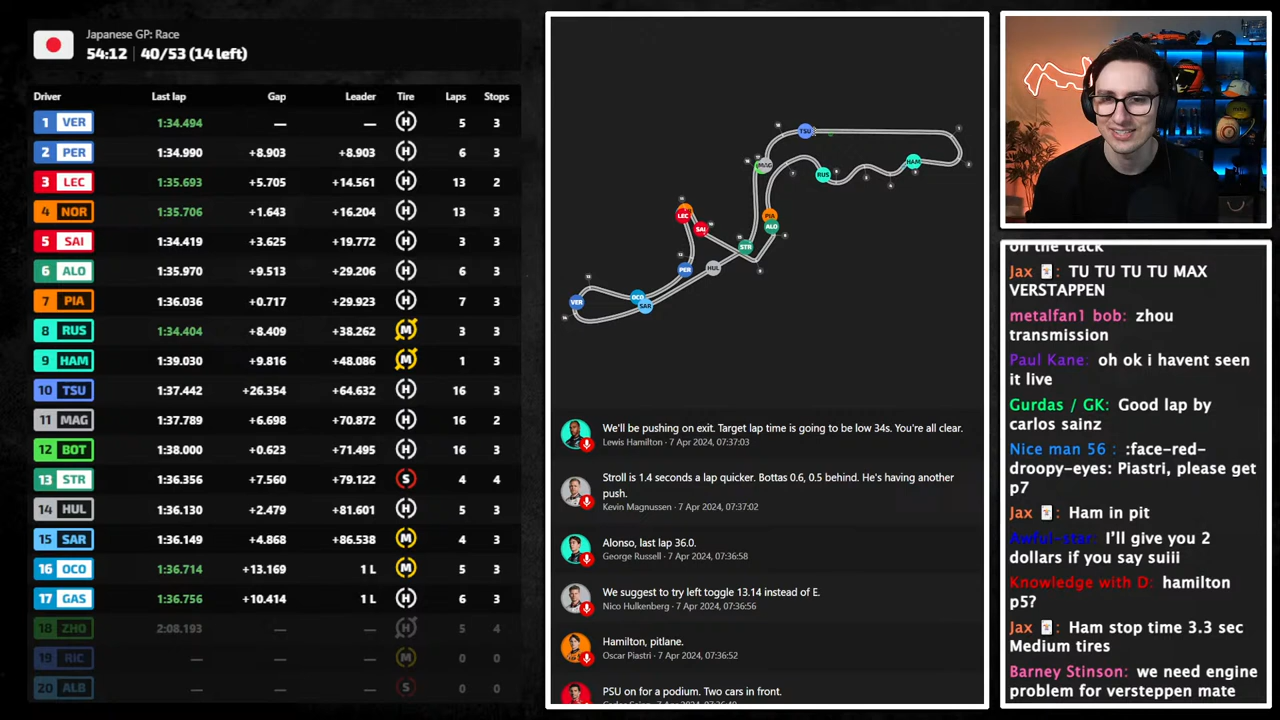 Japanese GP: Race
54:12 | 40/53 (14 left)
Driver Last lap Gap Leader Tire Laps Stops
1 VER 1:34.494 — — H 5 3
2 PER 1:34.990 +8.903 +8.903 H 6 3
3 LEC 1:35.693 +5.705 +14.561 H 13 2
4 NOR 1:35.706 +1.643 +16.204 H 13 3
5 SAI 1:34.419 +3.625 +19.772 H 3 3
6 ALO 1:35.970 +9.513 +29.206 H 6 3
7 PIA 1:36.036 +0.717 +29.923 H 7 3
8 RUS 1:34.404 +8.409 +38.262 M 3 3
9 HAM 1:39.030 +9.816 +48.086 M 1 3
10 TSU 1:37.442 +26.354 +64.632 H 16 3
11 MAG 1:37.789 +6.698 +70.872 H 16 2
12 BOT 1:38.000 +0.623 +71.495 H 16 3
13 STR 1:36.356 +7.560 +79.122 S 4 4
14 HUL 1:36.130 +2.479 +81.601 H 5 3
15 SAR 1:36.149 +4.868 +86.538 M 4 3
16 OCO 1:36.714 +13.169 1 L M 5 3
17 GAS 1:36.756 +10.414 1 L H 6 3
18 ZHO 2:08.193 — — H 5 4
19 RIC — — — M 0 0
20 ALB — — — S 0 0
TSU
MAG
RUS
HAM
LEC
SAI
PIA
ALO
STR
HUL
PER
VER
OCO
SAR
We'll be pushing on exit. Target lap time is going to be low 34s. You're all clear.
Lewis Hamilton · 7 Apr 2024, 07:37:03
Stroll is 1.4 seconds a lap quicker. Bottas 0.6, 0.5 behind. He's having another
push.
Kevin Magnussen · 7 Apr 2024, 07:37:02
Alonso, last lap 36.0.
George Russell · 7 Apr 2024, 07:36:58
We suggest to try left toggle 13.14 instead of E.
Nico Hulkenberg · 7 Apr 2024, 07:36:56
Hamilton, pitlane.
Oscar Piastri · 7 Apr 2024, 07:36:52
PSU on for a podium. Two cars in front.
on the track
Jax: TU TU TU TU MAX
VERSTAPPEN
metalfan1 bob: zhou
transmission
Paul Kane: oh ok i havent seen
it live
Gurdas / GK: Good lap by
carlos sainz
Nice man 56 : :face-red-
droopy-eyes: Piastri, please get
p7
Jax: Ham in pit
Awful-star: I'll give you 2
dollars if you say suiii
Knowledge with D: hamilton
p5?
Jax: Ham stop time 3.3 sec
Medium tires
Barney Stinson: we need engine
problem for versteppen mate